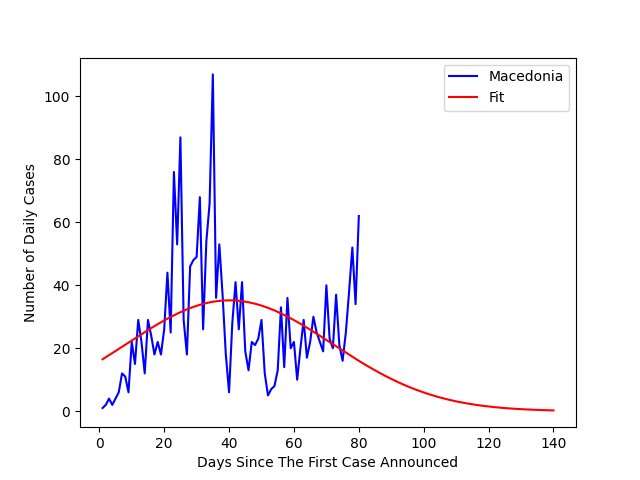 Macedonia
Fit
100
80
60
40
20
0
Number of Daily Cases
0 20 40 60 80 100 120 140
Days Since The First Case Announced